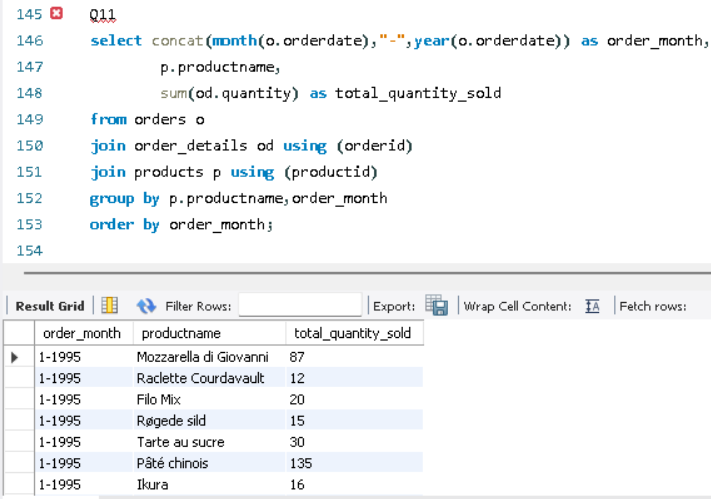 145 Q11
146 select concat(month(o.orderdate),"-",year(o.orderdate)) as order_month,
147 p.productname,
148 sum(od.quantity) as total_quantity_sold
149 from orders o
150 join order_details od using (orderid)
151 join products p using (productid)
152 group by p.productname,order_month
153 order by order_month;
154
Result Grid Filter Rows: Export: Wrap Cell Content: IA Fetch rows:
order_month productname total_quantity_sold
1-1995 Mozzarella di Giovanni 87
1-1995 Raclette Courdavault 12
1-1995 Filo Mix 20
1-1995 Røgede sild 15
1-1995 Tarte au sucre 30
1-1995 Pâté chinois 135
1-1995 Ikura 16